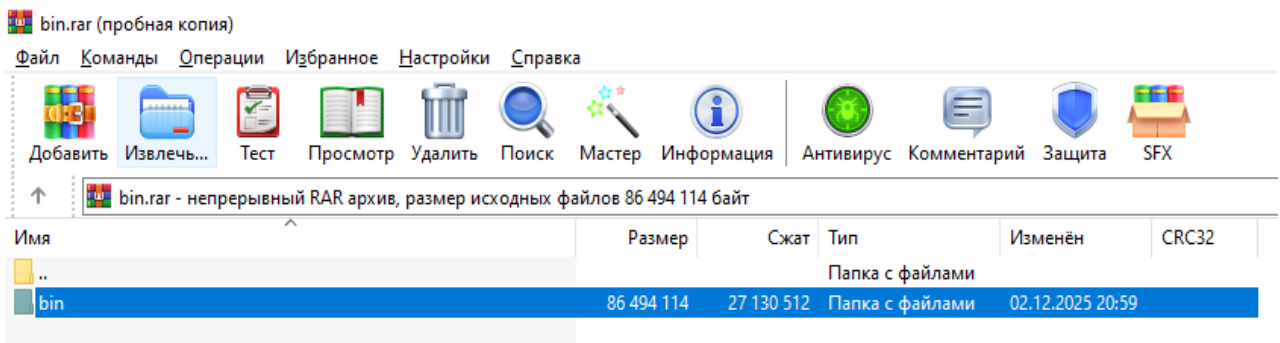 bin.rar (пробная копия)
Файл Команды Операции Избранное Настройки Справка
Добавить Извлечь... Тест Просмотр Удалить Поиск Мастер Информация Антивирус Комментарий Защита SFX
bin.rar - непрерывный RAR архив, размер исходных файлов 86 494 114 байт
Имя Размер Сжат Тип Изменён CRC32
.. Папка с файлами
bin 86 494 114 27 130 512 Папка с файлами 02.12.2025 20:59